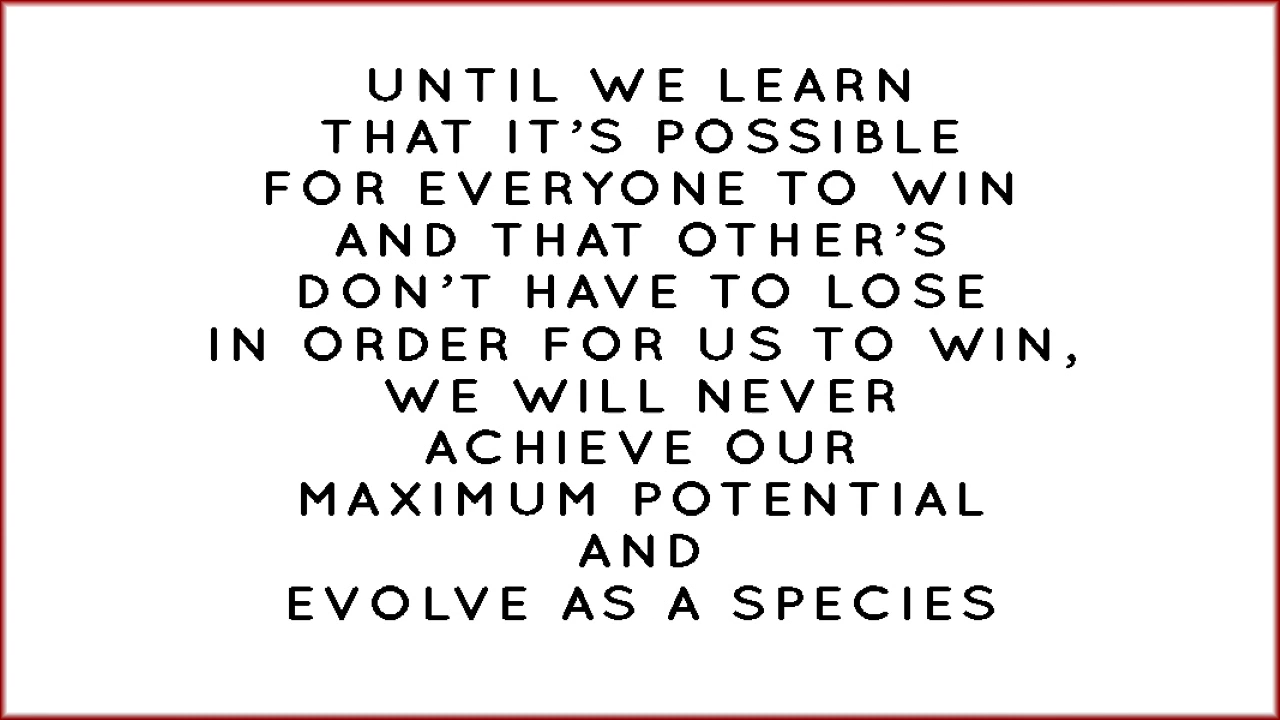 UNTIL WE LEARN
THAT IT’S POSSIBLE
FOR EVERYONE TO WIN
AND THAT OTHER’S
DON’T HAVE TO LOSE
IN ORDER FOR US TO WIN,
WE WILL NEVER
ACHIEVE OUR
MAXIMUM POTENTIAL
AND
EVOLVE AS A SPECIES